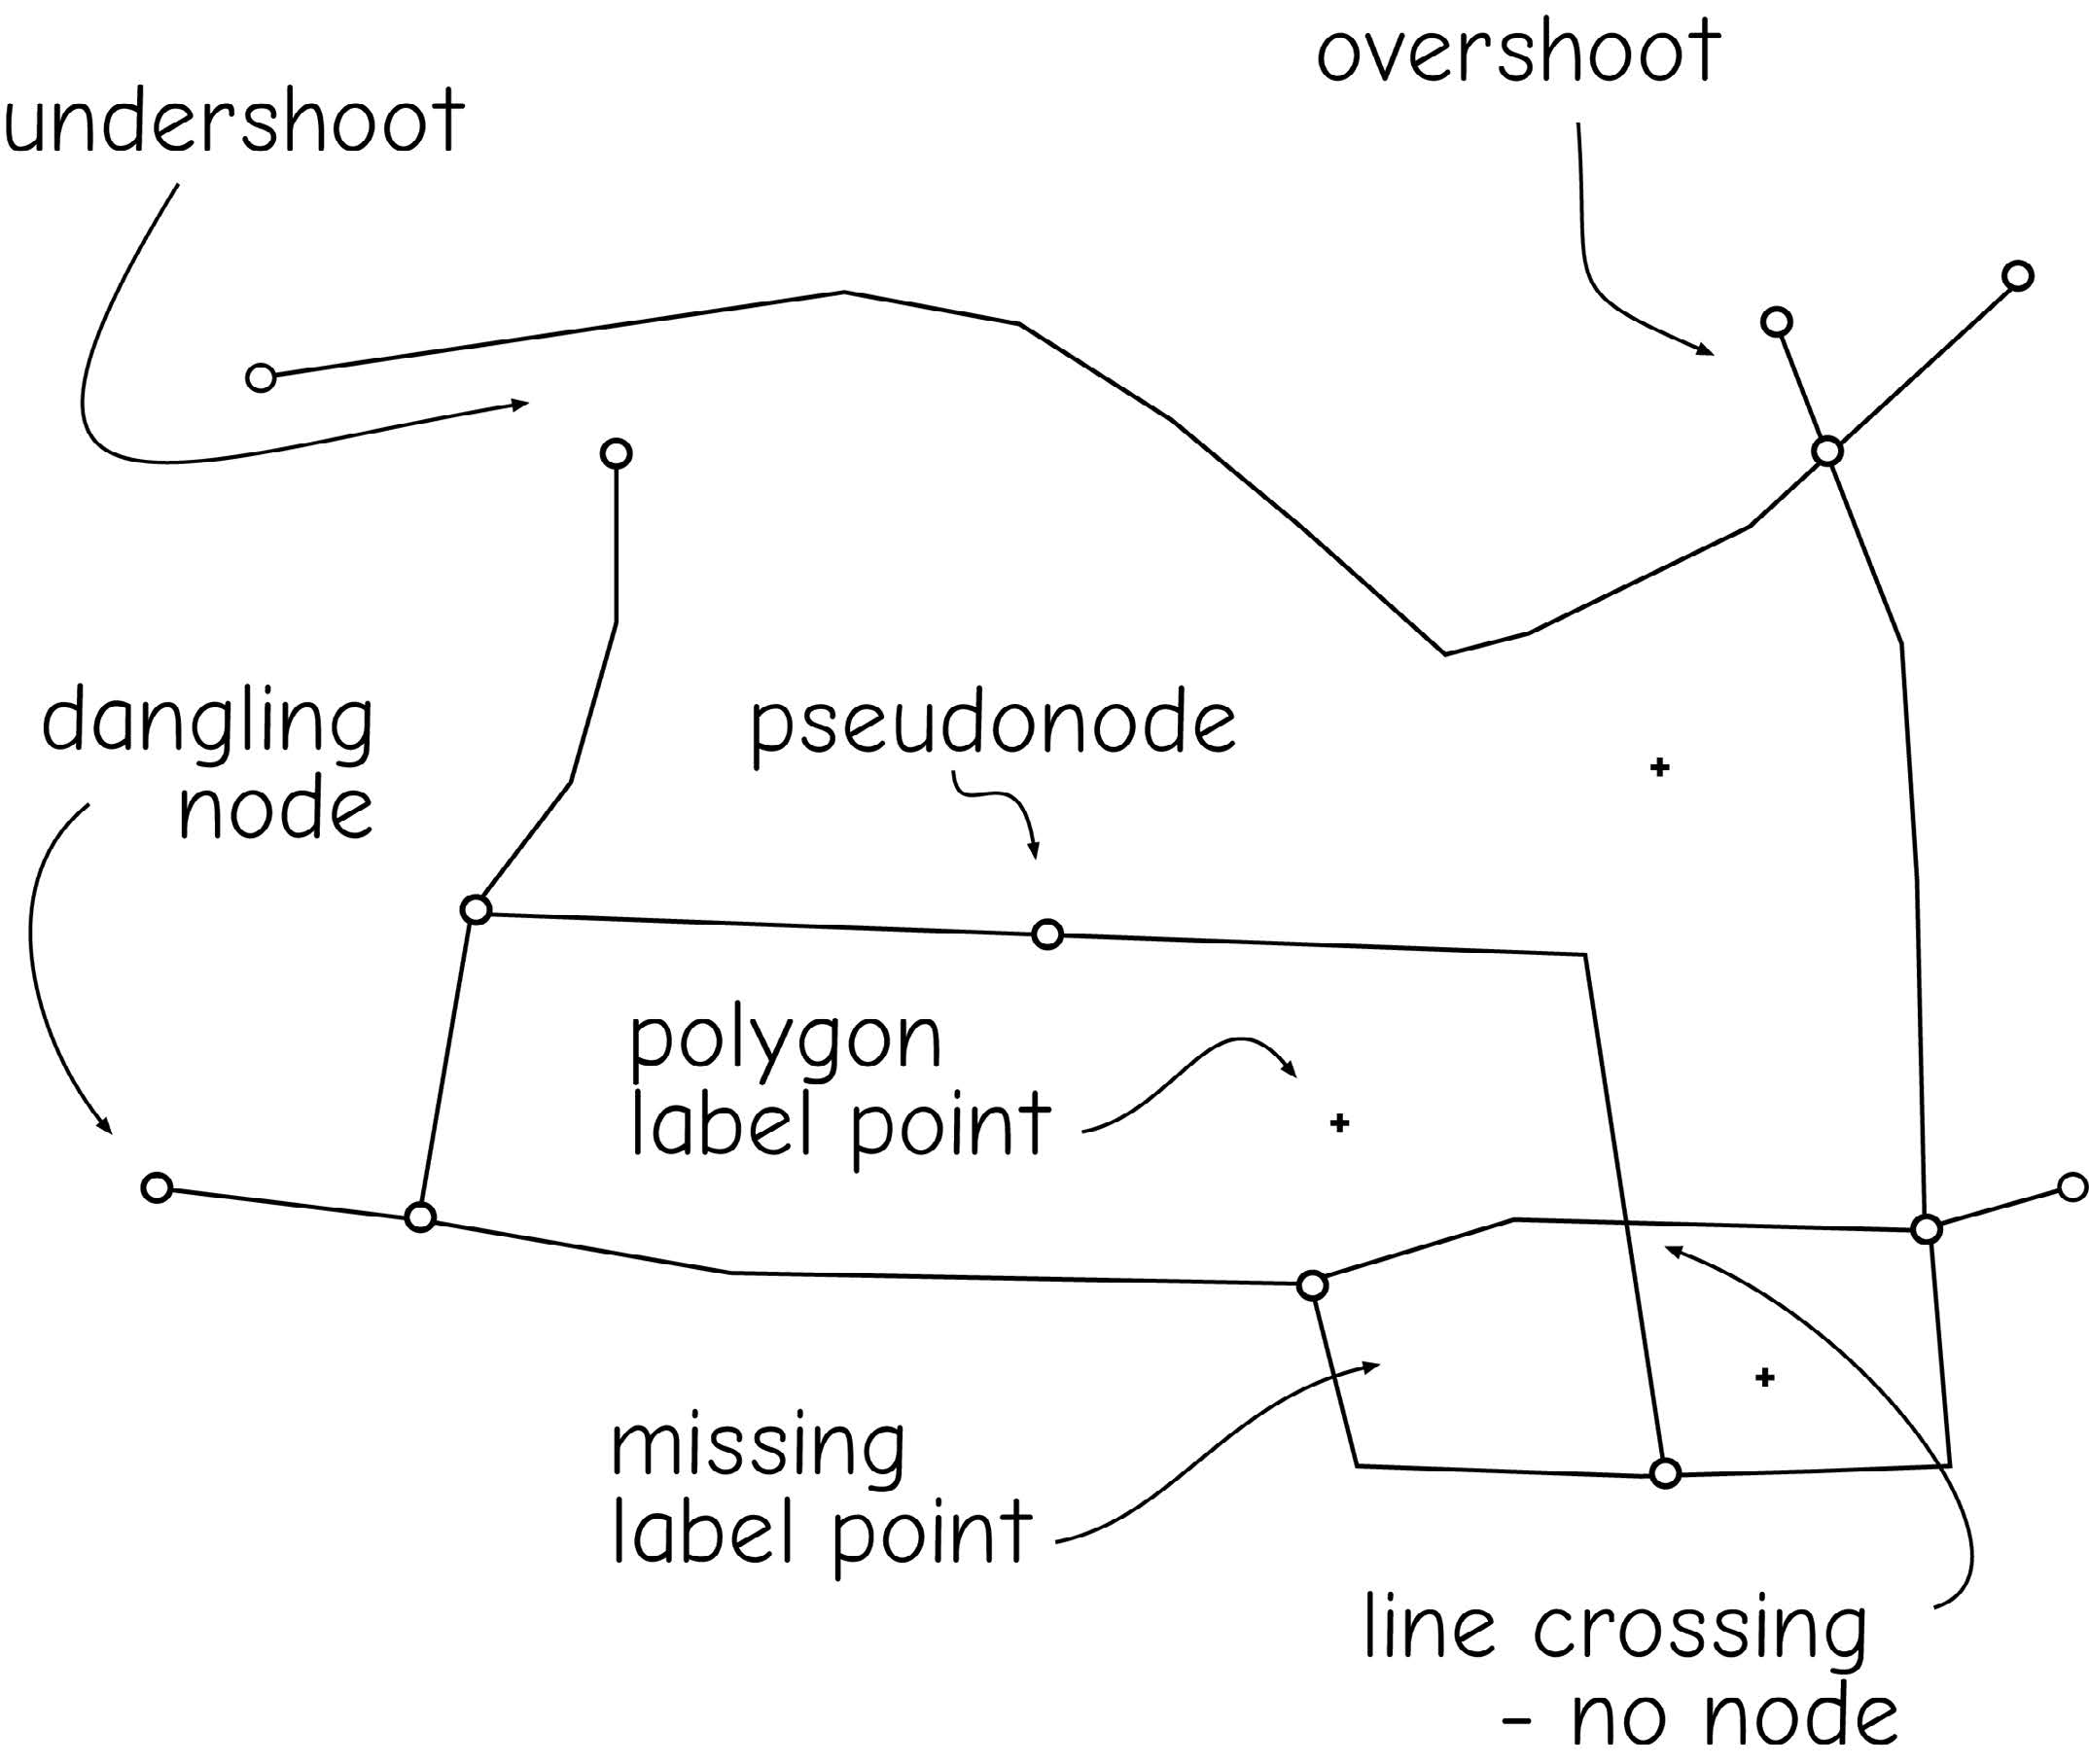 overshoot
undershoot
dangling
node
pseudonode
polygon
label point
missing
label point
line crossing
- no node